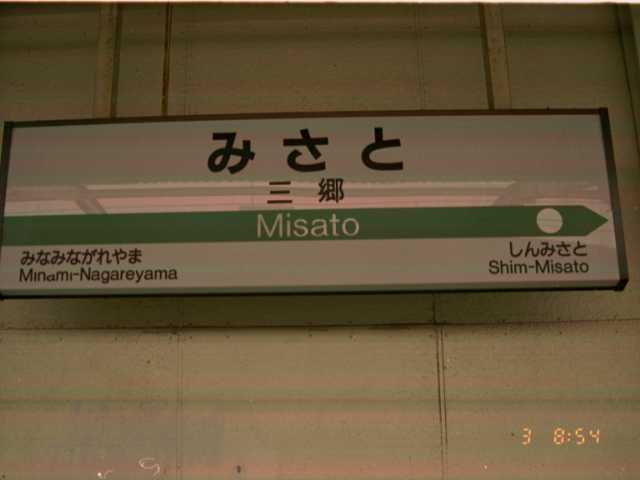 みさと
三郷
Misato
みなみながれやま
Minami-Nagareyama
しんみさと
Shim-Misato
3 8:54